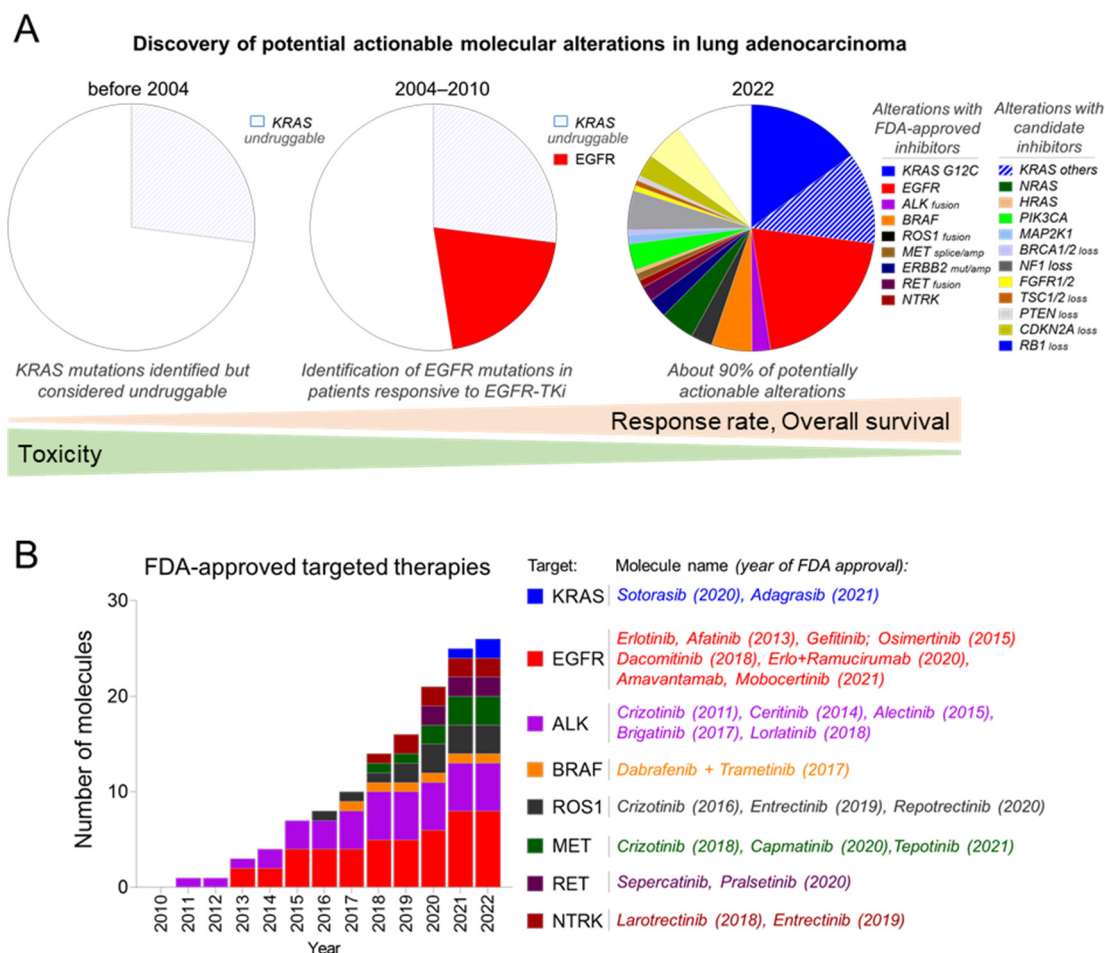 A
Discovery of potential actionable molecular alterations in lung adenocarcinoma
before 2004
KRAS
undruggable
2004–2010
KRAS
undruggable
EGFR
2022
Alterations with
FDA-approved
inhibitors
KRAS G12C
EGFR
ALK fusion
BRAF
ROS1 fusion
MET splice/amp
ERBB2 mut/amp
RET fusion
NTRK
Alterations with
candidate
inhibitors
KRAS others
NRAS
HRAS
PIK3CA
MAP2K1
BRCA1/2 loss
NF1 loss
FGFR1/2
TSC1/2 loss
PTEN loss
CDKN2A loss
RB1 loss
KRAS mutations identified but
considered undruggable
Identification of EGFR mutations in
patients responsive to EGFR-TKi
About 90% of potentially
actionable alterations
Response rate, Overall survival
Toxicity
B
FDA-approved targeted therapies
Number of molecules
30
20
10
0
2010
2011
2012
2013
2014
2015
2016
2017
2018
2019
2020
2021
2022
Year
Target: Molecule name (year of FDA approval):
KRAS Sotorasib (2020), Adagrasib (2021)
EGFR
Erlotinib, Afatinib (2013), Gefitinib; Osimertinib (2015)
Dacomitinib (2018), Erlo+Ramucirumab (2020),
Amavantamab, Mobocertinib (2021)
ALK
Crizotinib (2011), Ceritinib (2014), Alectinib (2015),
Brigatinib (2017), Lorlatinib (2018)
BRAF Dabrafenib + Trametinib (2017)
ROS1 Crizotinib (2016), Entrectinib (2019), Repotrectinib (2020)
MET Crizotinib (2018), Capmatinib (2020),Tepotinib (2021)
RET Sepercatinib, Pralsetinib (2020)
NTRK Larotrectinib (2018), Entrectinib (2019)